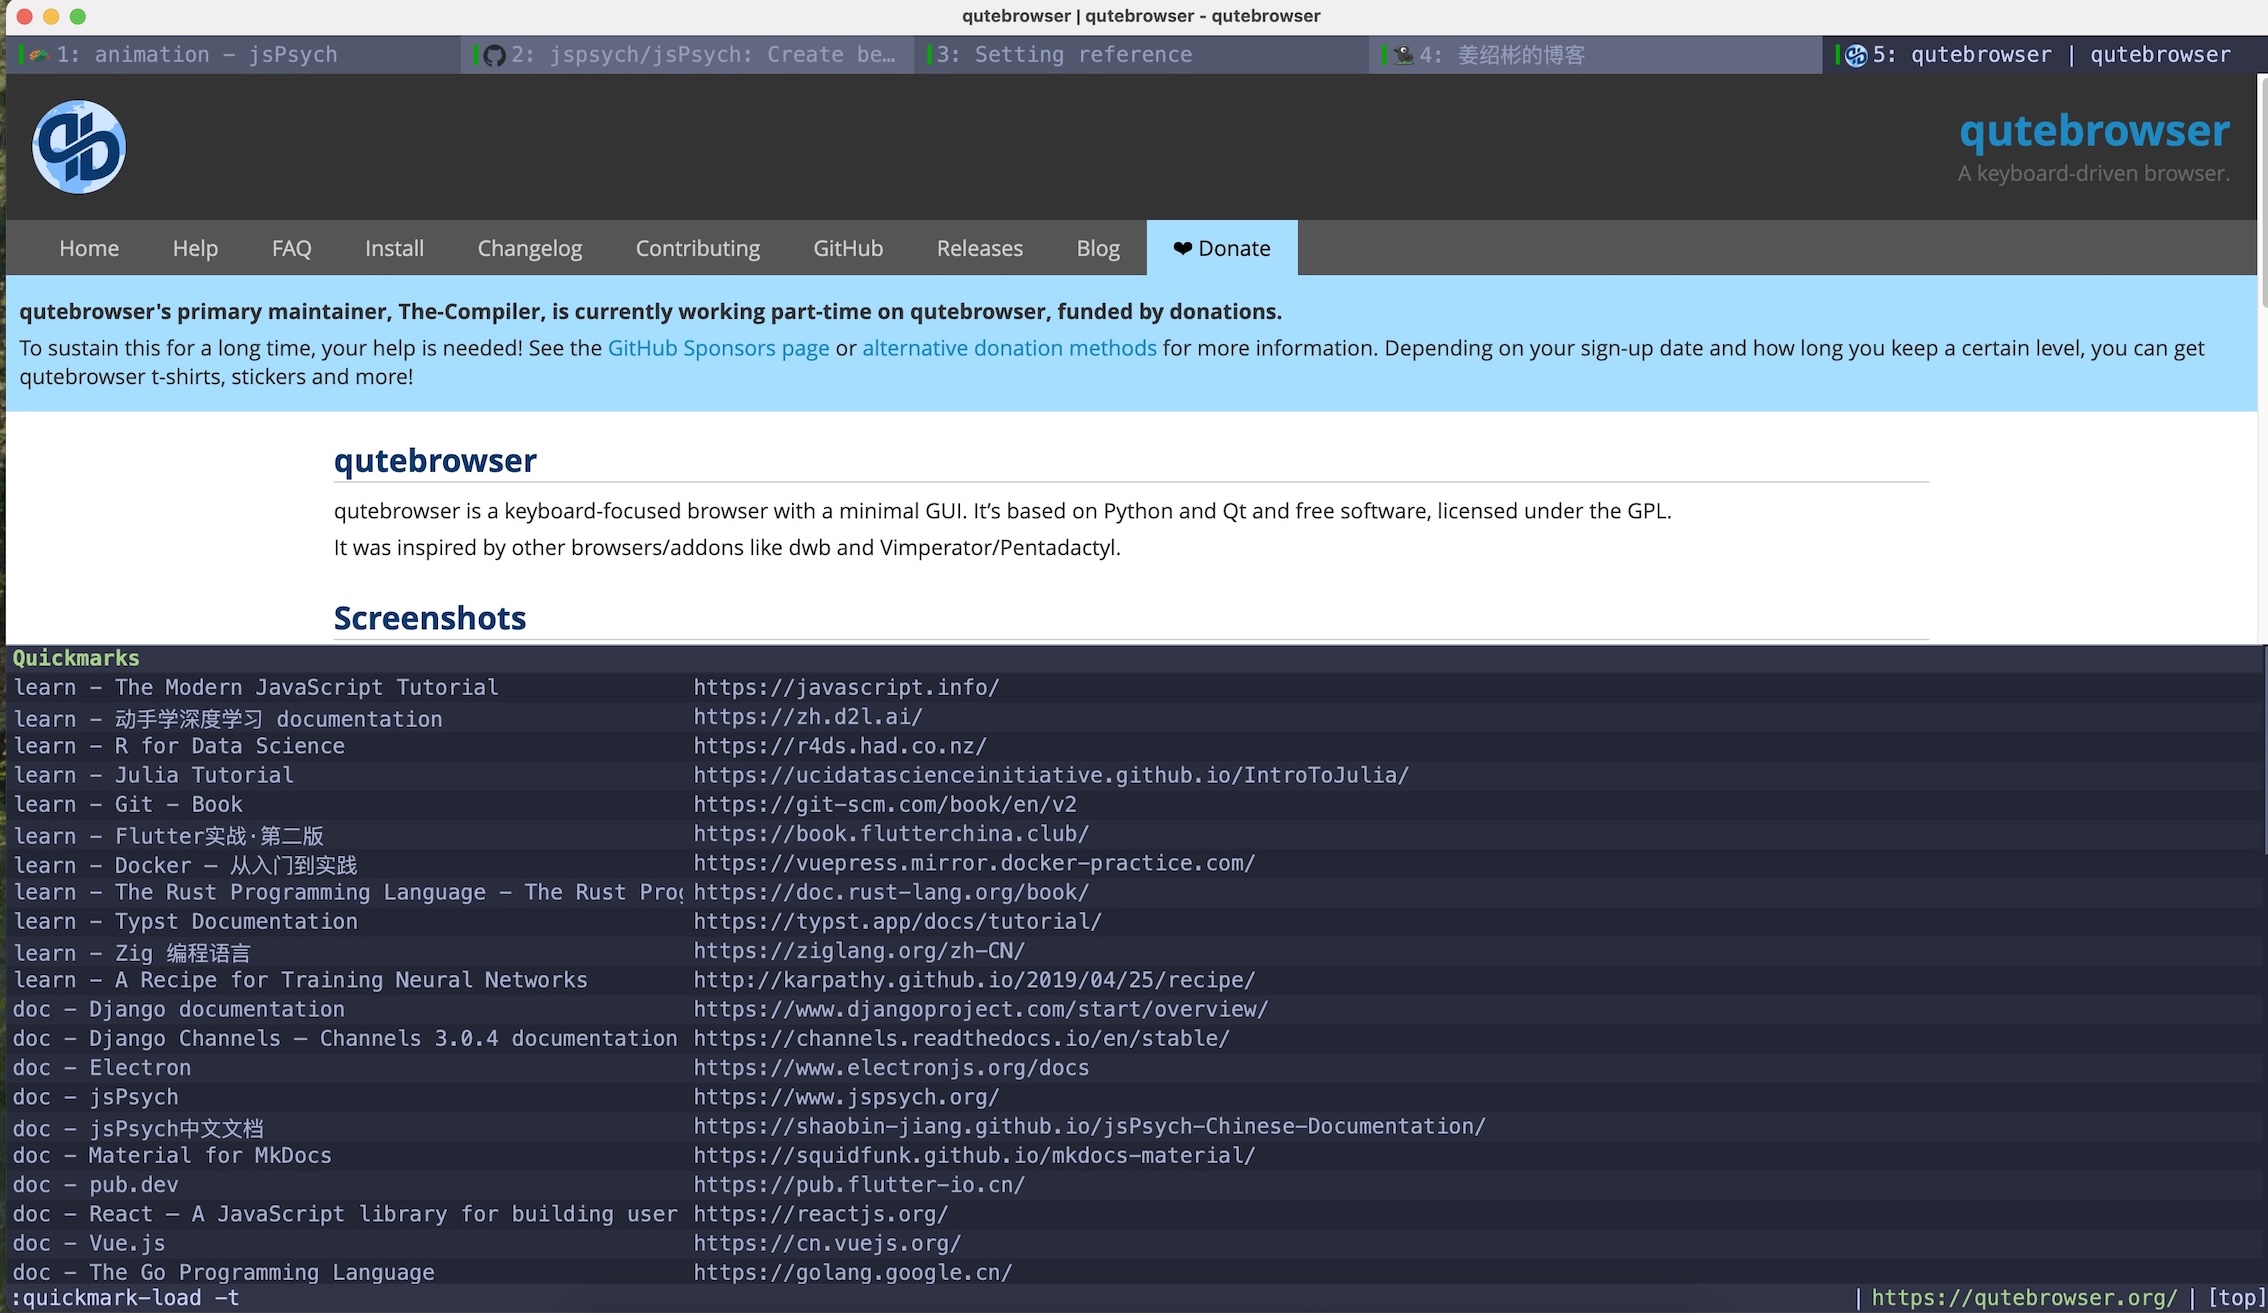 qutebrowser | qutebrowser - qutebrowser
1: animation - jsPsych
2: jspsych/jsPsych: Create be…
3: Setting reference
4: 姜绍彬的博客
5: qutebrowser | qutebrowser
qutebrowser
A keyboard-driven browser.
Home Help FAQ Install Changelog Contributing GitHub Releases Blog ❤ Donate
qutebrowser's primary maintainer, The-Compiler, is currently working part-time on qutebrowser, funded by donations.
To sustain this for a long time, your help is needed! See the GitHub Sponsors page or alternative donation methods for more information. Depending on your sign-up date and how long you keep a certain level, you can get
qutebrowser t-shirts, stickers and more!
qutebrowser
qutebrowser is a keyboard-focused browser with a minimal GUI. It’s based on Python and Qt and free software, licensed under the GPL.
It was inspired by other browsers/addons like dwb and Vimperator/Pentadactyl.
Screenshots
Quickmarks
learn - The Modern JavaScript Tutorial https://javascript.info/
learn - 动手学深度学习 documentation https://zh.d2l.ai/
learn - R for Data Science https://r4ds.had.co.nz/
learn - Julia Tutorial https://ucidatascienceinitiative.github.io/IntroToJulia/
learn - Git - Book https://git-scm.com/book/en/v2
learn - Flutter实战·第二版 https://book.flutterchina.club/
learn - Docker — 从入门到实践 https://vuepress.mirror.docker-practice.com/
learn - The Rust Programming Language - The Rust Prog https://doc.rust-lang.org/book/
learn - Typst Documentation https://typst.app/docs/tutorial/
learn - Zig 编程语言 https://ziglang.org/zh-CN/
learn - A Recipe for Training Neural Networks http://karpathy.github.io/2019/04/25/recipe/
doc - Django documentation https://www.djangoproject.com/start/overview/
doc - Django Channels — Channels 3.0.4 documentation https://channels.readthedocs.io/en/stable/
doc - Electron https://www.electronjs.org/docs
doc - jsPsych https://www.jspsych.org/
doc - jsPsych中文文档 https://shaobin-jiang.github.io/jsPsych-Chinese-Documentation/
doc - Material for MkDocs https://squidfunk.github.io/mkdocs-material/
doc - pub.dev https://pub.flutter-io.cn/
doc - React – A JavaScript library for building user https://reactjs.org/
doc - Vue.js https://cn.vuejs.org/
doc - The Go Programming Language https://golang.google.cn/
:quickmark-load -t | https://qutebrowser.org/ | [top]